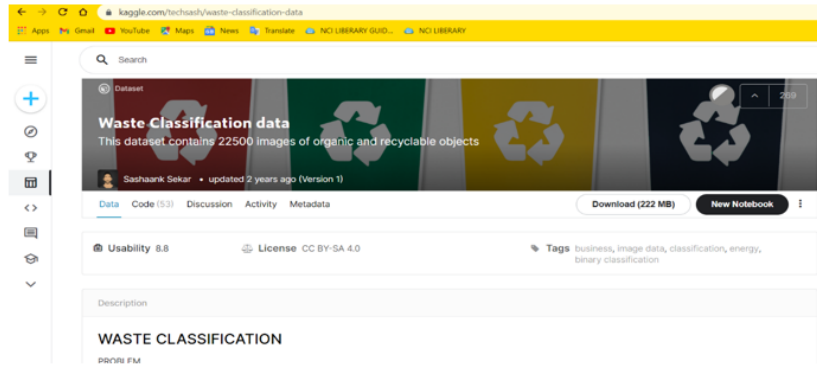 kaggle.com/techsash/waste-classification-data
Apps Gmail YouTube Maps News Translate NCI LIBERARY GUID... NCI LIBERARY
Search
Dataset
269
Waste Classification data
This dataset contains 22500 images of organic and recyclable objects
Sashaank Sekar • updated 2 years ago (Version 1)
Data Code (53) Discussion Activity Metadata Download (222 MB) New Notebook
Usability 8.8 License CC BY-SA 4.0 Tags business, image data, classification, energy,
binary classification
Description
WASTE CLASSIFICATION
PROBLEM